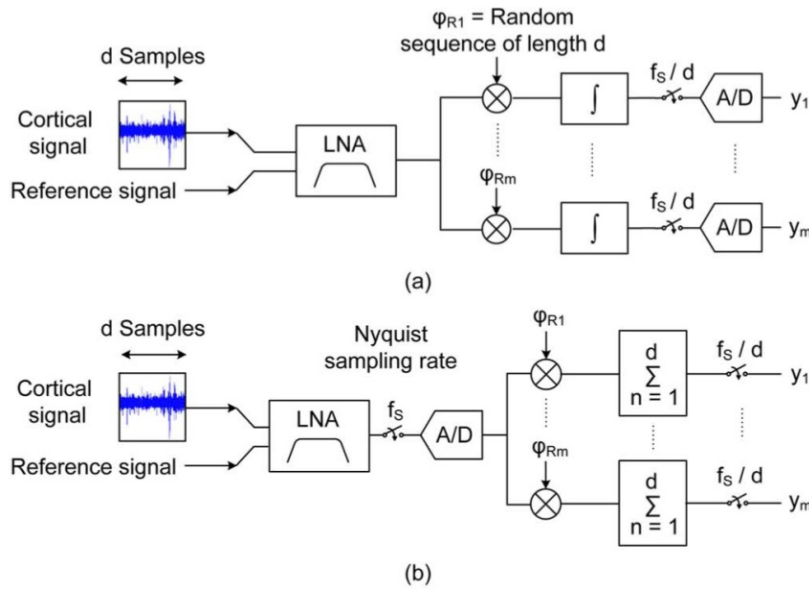 φR1 = Random
sequence of length d
d Samples
Cortical
signal
Reference signal
LNA
∫
fS / d
A/D
y1
φRm
∫
fS / d
A/D
ym
(a)
d Samples
Cortical
signal
Reference signal
LNA
Nyquist
sampling rate
fS
A/D
φR1
d
∑
n = 1
fS / d
y1
φRm
d
∑
n = 1
fS / d
ym
(b)